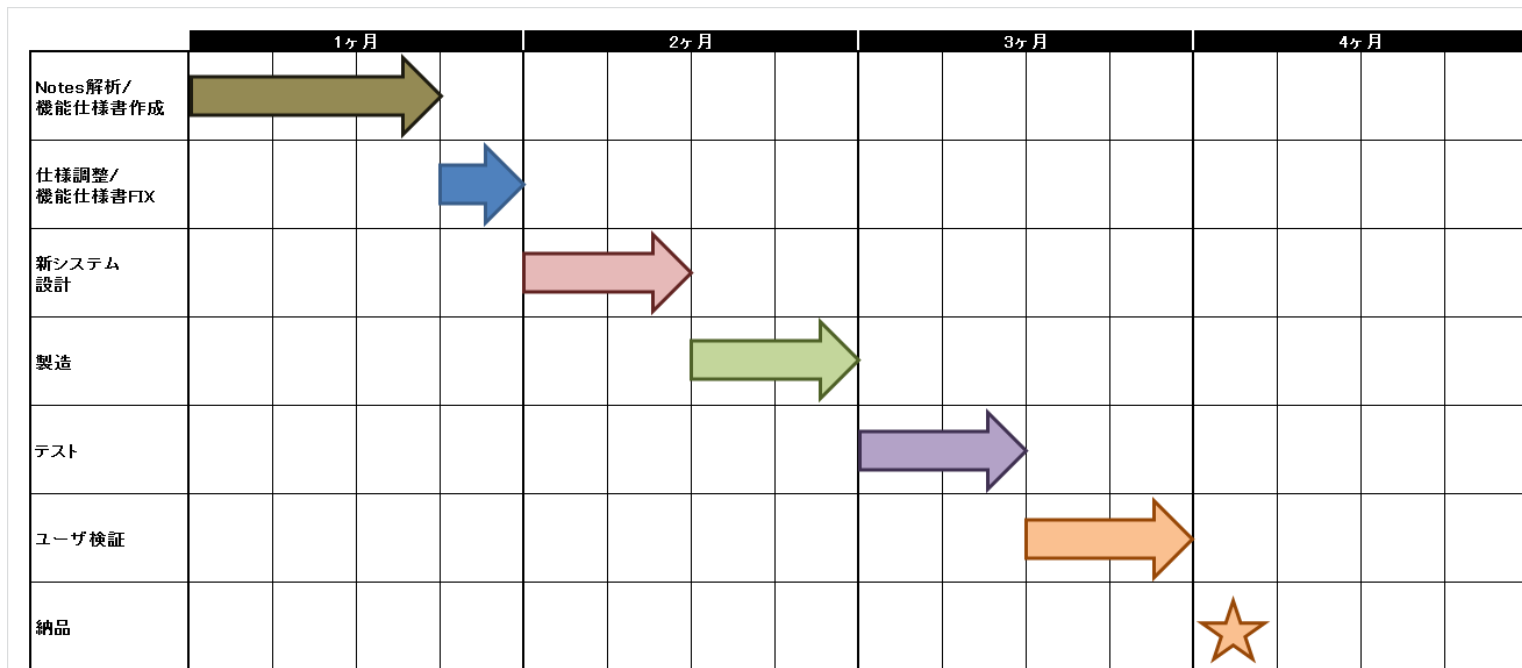 1ヶ月 2ヶ月 3ヶ月 4ヶ月
Notes解析/
機能仕様書作成
仕様調整/
機能仕様書FIX
新システム
設計
製造
テスト
ユーザ検証
納品